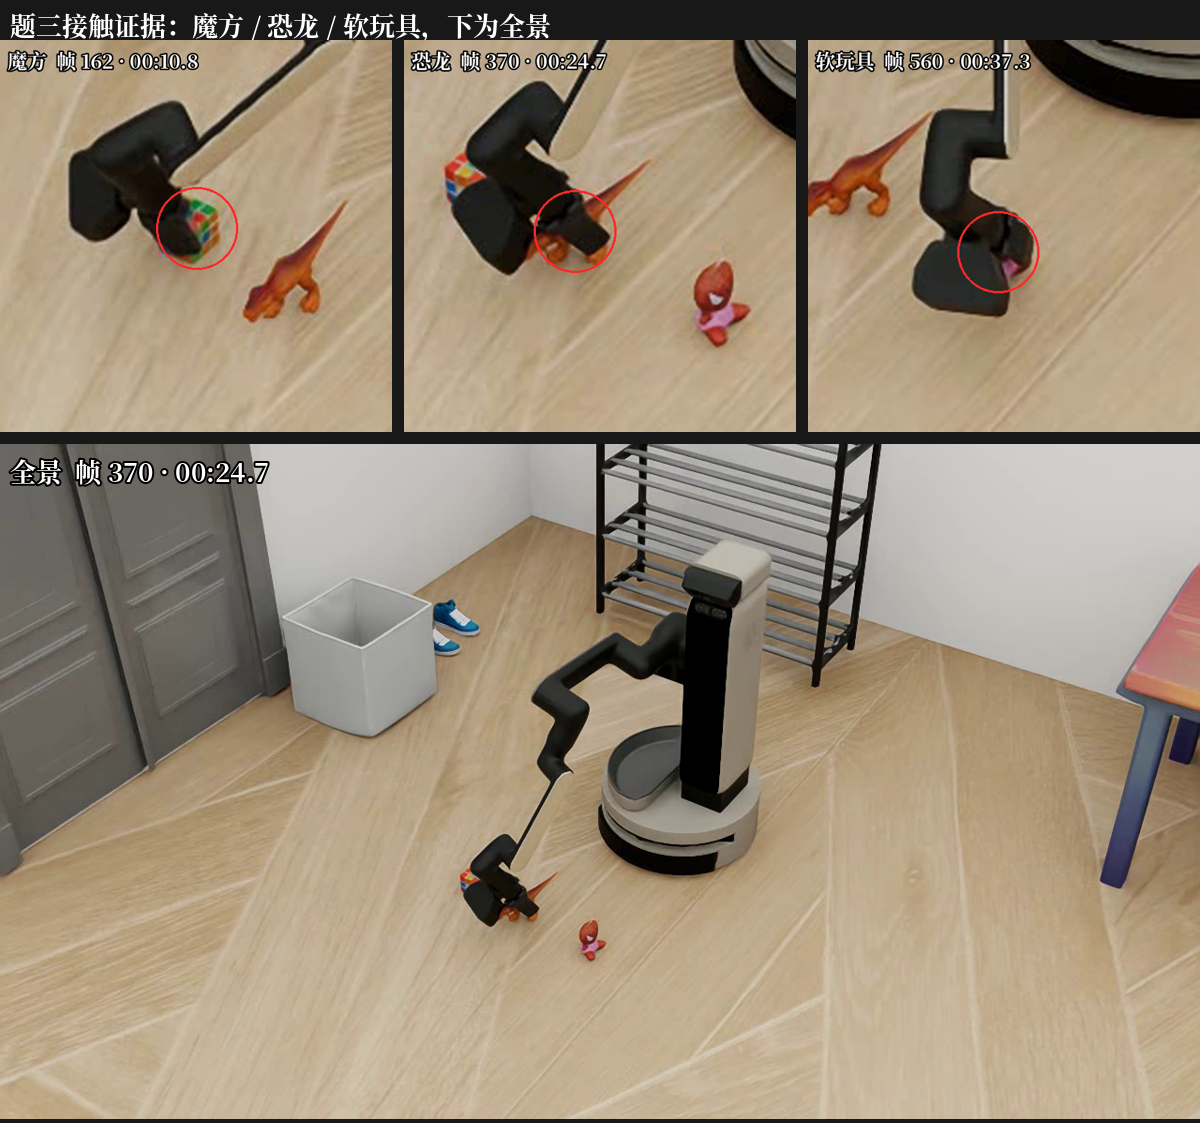 题三接触证据：魔方 / 恐龙 / 软玩具，下为全景
魔方 帧 162 · 00:10.8
恐龙 帧 370 · 00:24.7
软玩具 帧 560 · 00:37.3
全景 帧 370 · 00:24.7